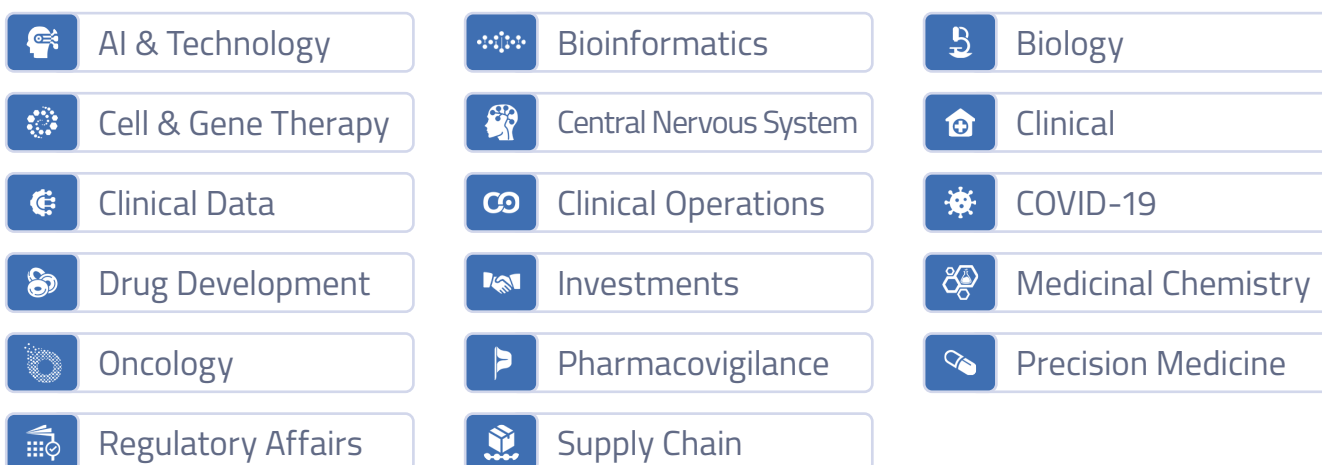 AI & Technology
Bioinformatics
Biology
Cell & Gene Therapy
Central Nervous System
Clinical
Clinical Data
Clinical Operations
COVID-19
Drug Development
Investments
Medicinal Chemistry
Oncology
Pharmacovigilance
Precision Medicine
Regulatory Affairs
Supply Chain